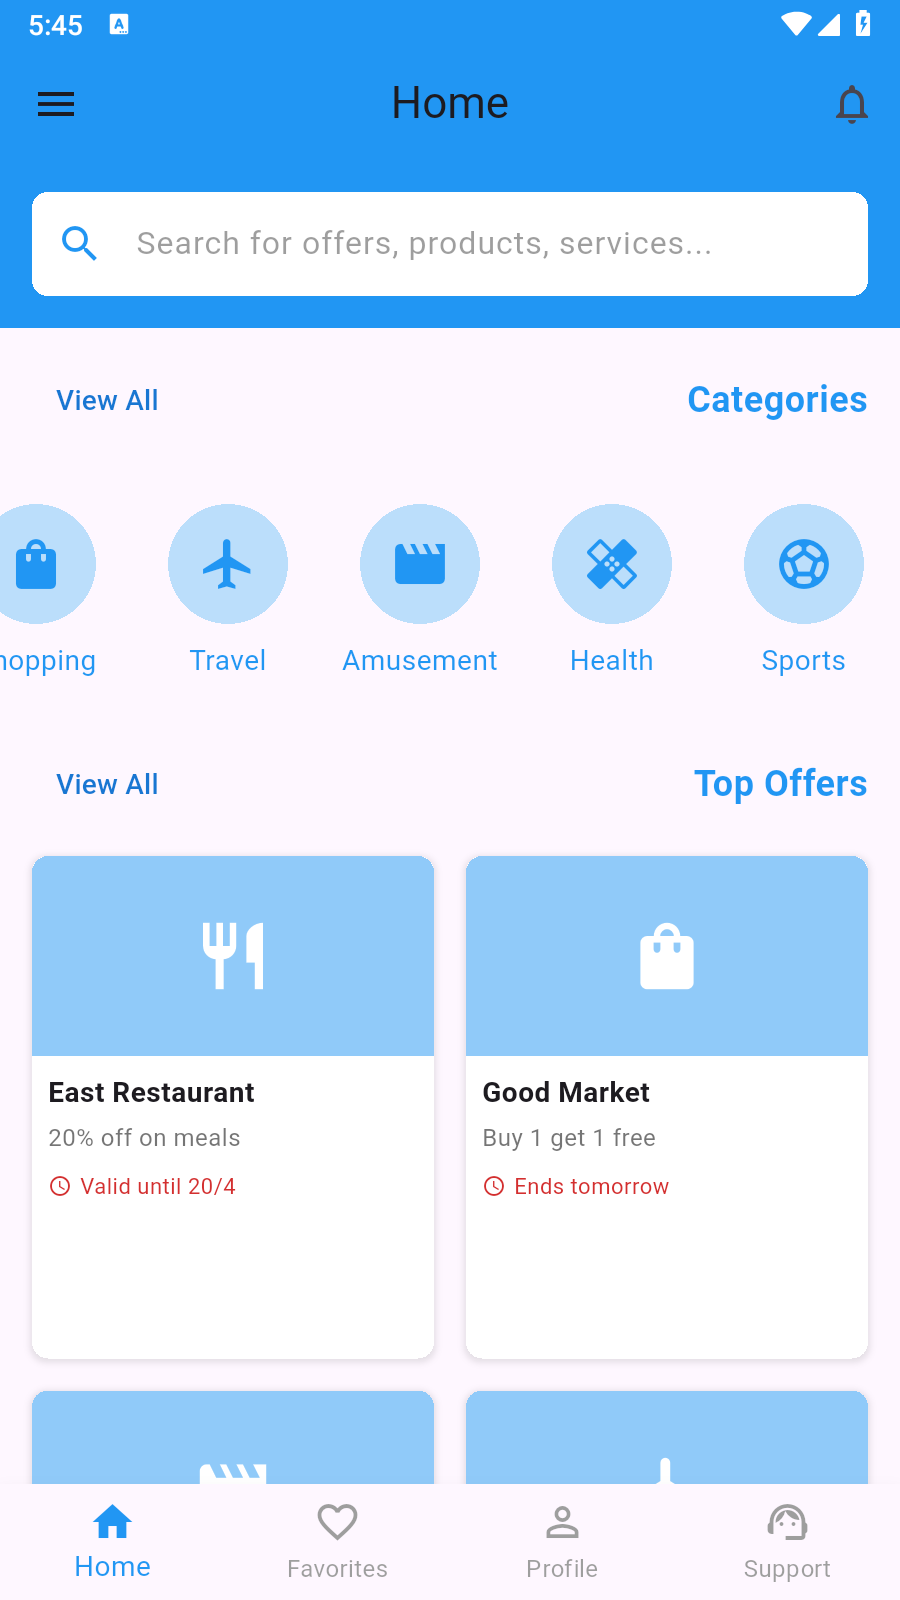 5:45
Home
Search for offers, products, services...
View All
Categories
hopping
Travel
Amusement
Health
Sports
View All
Top Offers
East Restaurant
20% off on meals
Valid until 20/4
Good Market
Buy 1 get 1 free
Ends tomorrow
Home
Favorites
Profile
Support